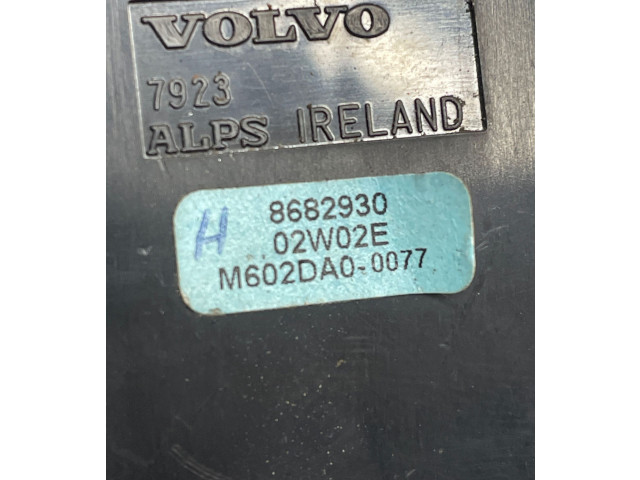 VOLVO
7923
ALPS IRELAND
H 8682930
02W02E
M602DA0-0077